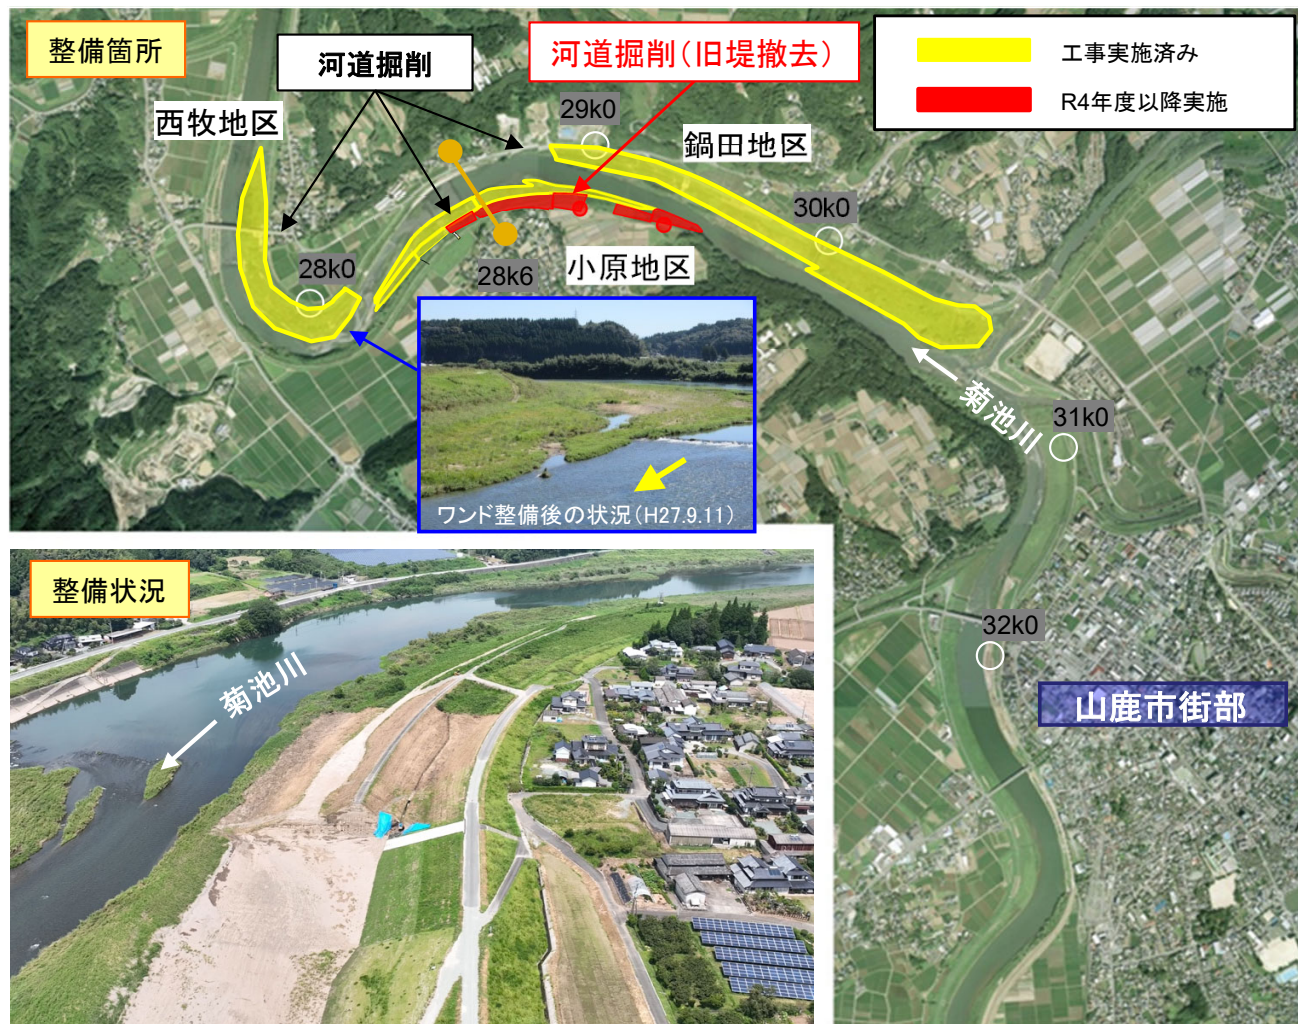 整備箇所
河道掘削
河道掘削(旧堤撤去)
工事実施済み
R4年度以降実施
西牧地区
29k0
鍋田地区
30k0
28k0
28k6
小原地区
菊池川
31k0
ワンド整備後の状況(H27.9.11)
整備状況
菊池川
32k0
山鹿市街部